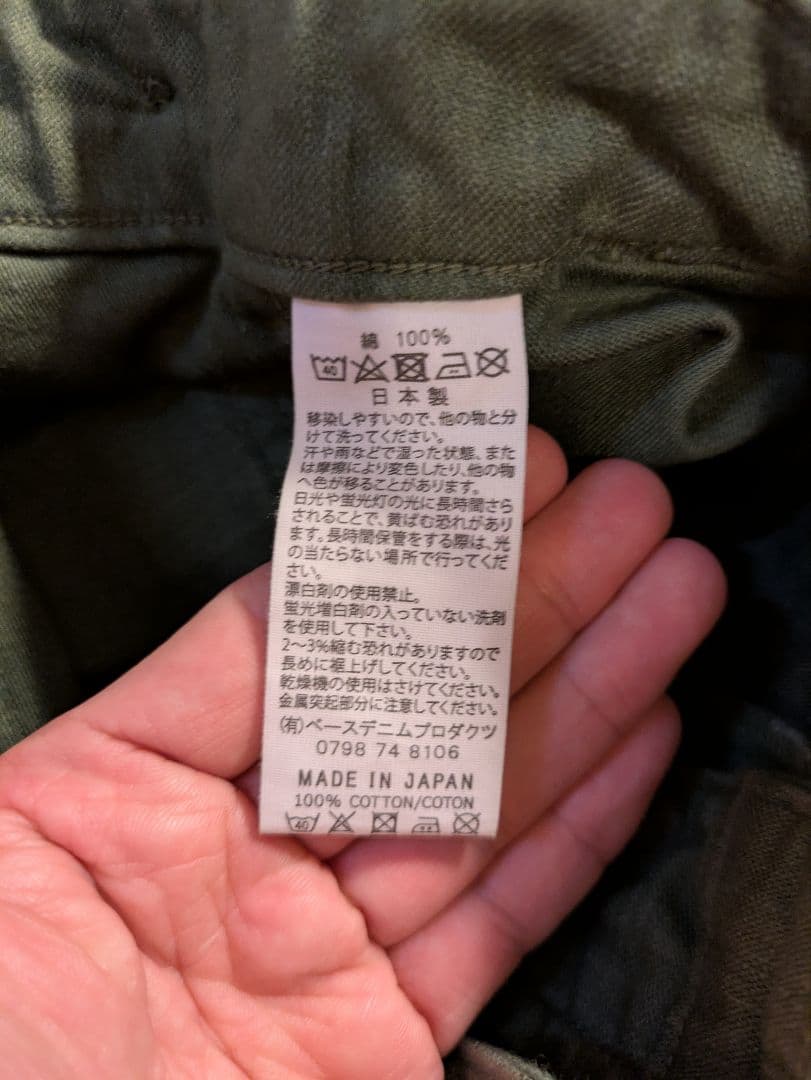 綿 100%
40
日本製
移染しやすいので、他の物と分
けて洗ってください。
汗や雨などで湿った状態、また
は摩擦により変色したり、他の物
へ色が移ることがあります。
日光や蛍光灯の光に長時間さら
されることで、黄ばむ恐れがあり
ます。長時間保管をする際は、光
の当たらない場所で行ってくだ
さい。
漂白剤の使用禁止。
蛍光増白剤の入っていない洗剤
を使用して下さい。
2〜3%縮む恐れがありますので
長めに裾上げしてください。
乾燥機の使用はさけてください。
金属突起部分に注意してください。
(有)ベースデニムプロダクツ
0798 74 8106
MADE IN JAPAN
100% COTTON/COTON
40